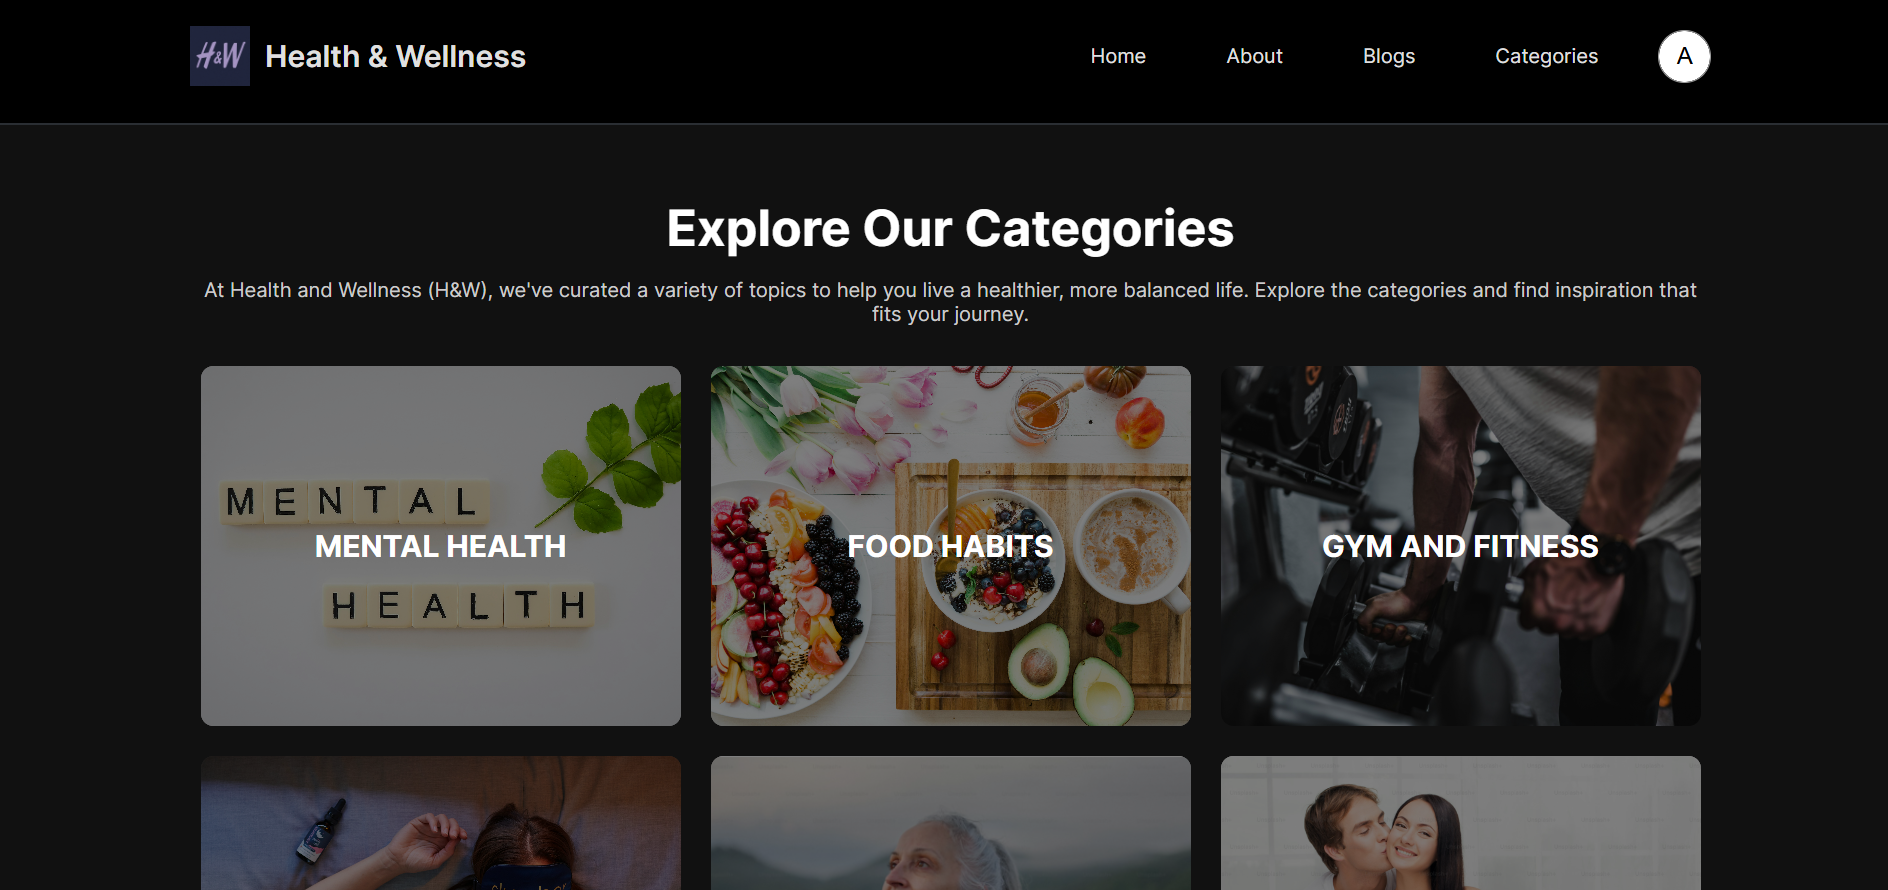 H&W
Health & Wellness
Home
About
Blogs
Categories
A
Explore Our Categories
At Health and Wellness (H&W), we've curated a variety of topics to help you live a healthier, more balanced life. Explore the categories and find inspiration that
fits your journey.
MENTAL
MENTAL HEALTH
HEALTH
FOOD HABITS
GYM AND FITNESS